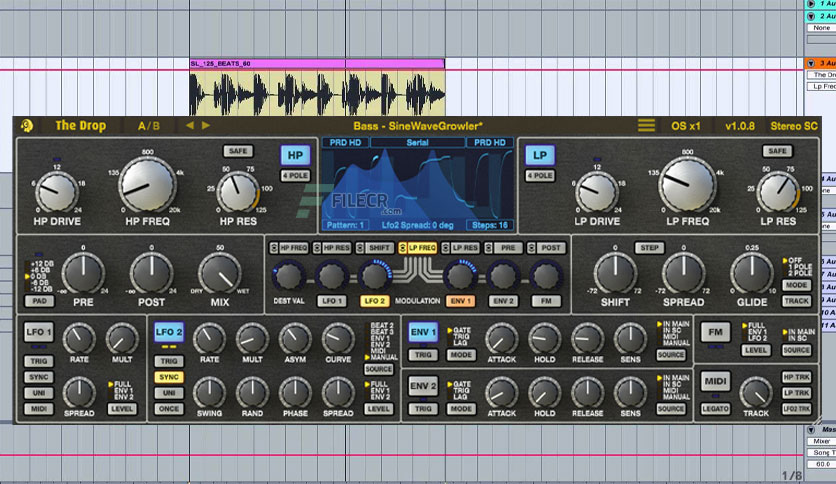 1 Au
2 Au
None
SL_125_BEATS_60
3 Au
The Dro
Lp Freq
The Drop A/B Bass - SineWaveGrowler* OS x1 v1.0.8 Stereo SC
800 SAFE HP PRD HD Serial PRD HD LP SAFE 800
12 135 4k 50 4 POLE 4 POLE 12 135 4k 50
6 18 25 75 6 18 25 75
0 24 100 0 24 100
0 20k 0 125 0 20k 0 125
HP DRIVE HP FREQ HP RES FILECR .com LP DRIVE LP FREQ LP RES
Pattern: 1 Lfo2 Spread: 0 deg Steps: 16
0 0 50 HP FREQ HP RES SHIFT LP FREQ LP RES PRE POST 0 STEP 0 0.25
+12 DB
+6 DB
0 DB
-6 DB
-12 DB
OFF
1 POLE
2 POLE
MODE
-∞ 24 -∞ 24 DRY WET -72 72 -72 72 0 20
PAD PRE POST MIX DEST VAL LFO 1 LFO 2 MODULATION ENV 1 ENV 2 FM SHIFT SPREAD GLIDE TRACK
LFO 1 RATE MULT
TRIG
SYNC
UNI
MIDI
SPREAD
FULL
ENV 1
ENV 2
LEVEL
LFO 2 RATE MULT ASYM CURVE
BEAT 2
BEAT 3
ENV 1
ENV 2
MIDI
MANUAL
SOURCE
TRIG
SYNC
UNI
ONCE
SWING RAND PHASE SPREAD
FULL
ENV 1
ENV 2
LEVEL
ENV 1
GATE
TRIG
LAG
TRIG MODE ATTACK HOLD RELEASE SENS
IN MAIN
IN SC
MIDI
MANUAL
SOURCE
ENV 2
GATE
TRIG
LAG
TRIG MODE ATTACK HOLD RELEASE SENS
IN MAIN
IN SC
MIDI
MANUAL
SOURCE
FM
FULL
ENV 1
LFO 2
LEVEL
IN MAIN
IN SC
SOURCE
MIDI
LEGATO
TRACK
HP TRK
LP TRK
LFO2 TRK
Mas
Mixer
Song T
60.0
1/8